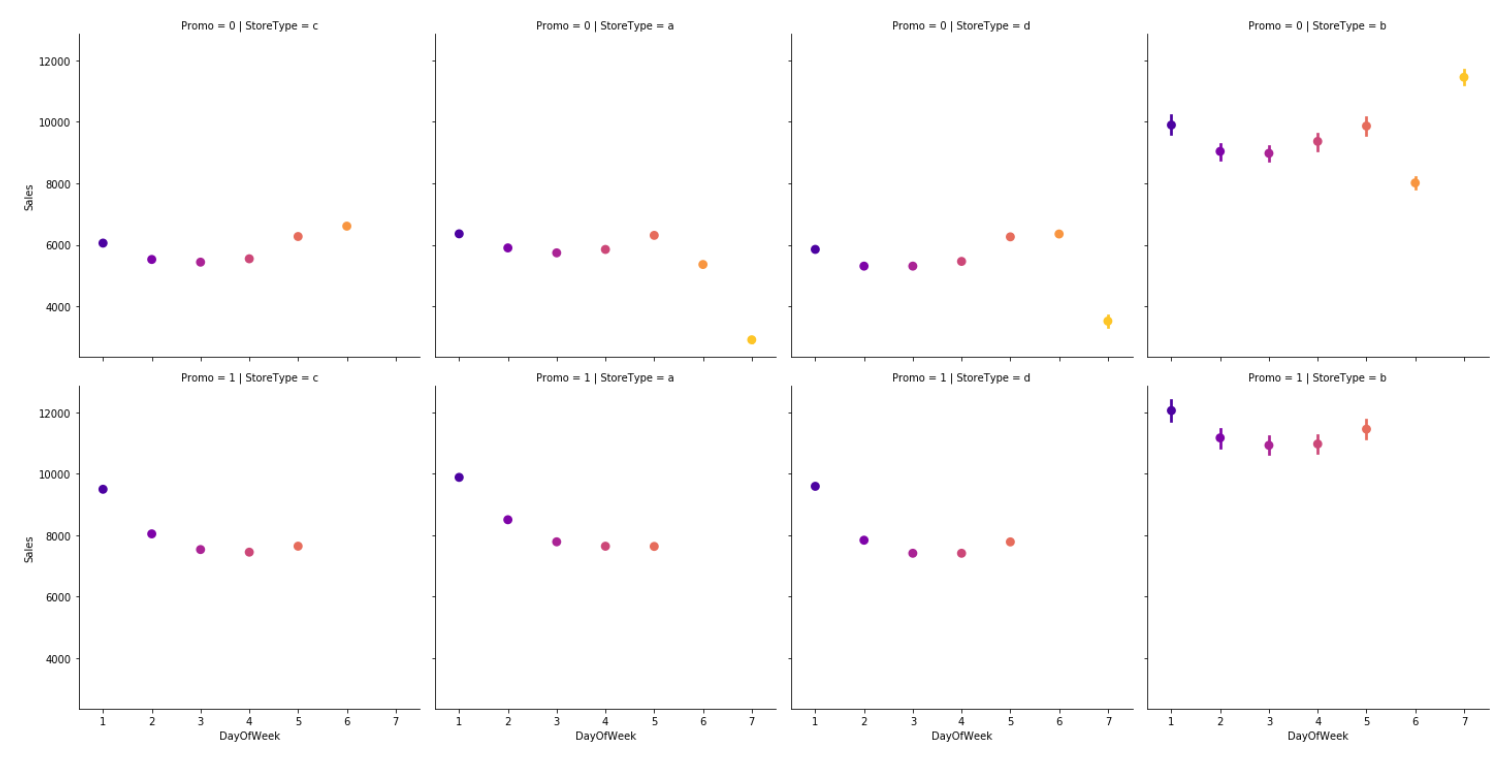 Promo = 0 | StoreType = c
Promo = 0 | StoreType = a
Promo = 0 | StoreType = d
Promo = 0 | StoreType = b
12000
10000
8000
6000
4000
Sales
Promo = 1 | StoreType = c
Promo = 1 | StoreType = a
Promo = 1 | StoreType = d
Promo = 1 | StoreType = b
12000
10000
8000
6000
4000
Sales
1 2 3 4 5 6 7
DayOfWeek
1 2 3 4 5 6 7
DayOfWeek
1 2 3 4 5 6 7
DayOfWeek
1 2 3 4 5 6 7
DayOfWeek